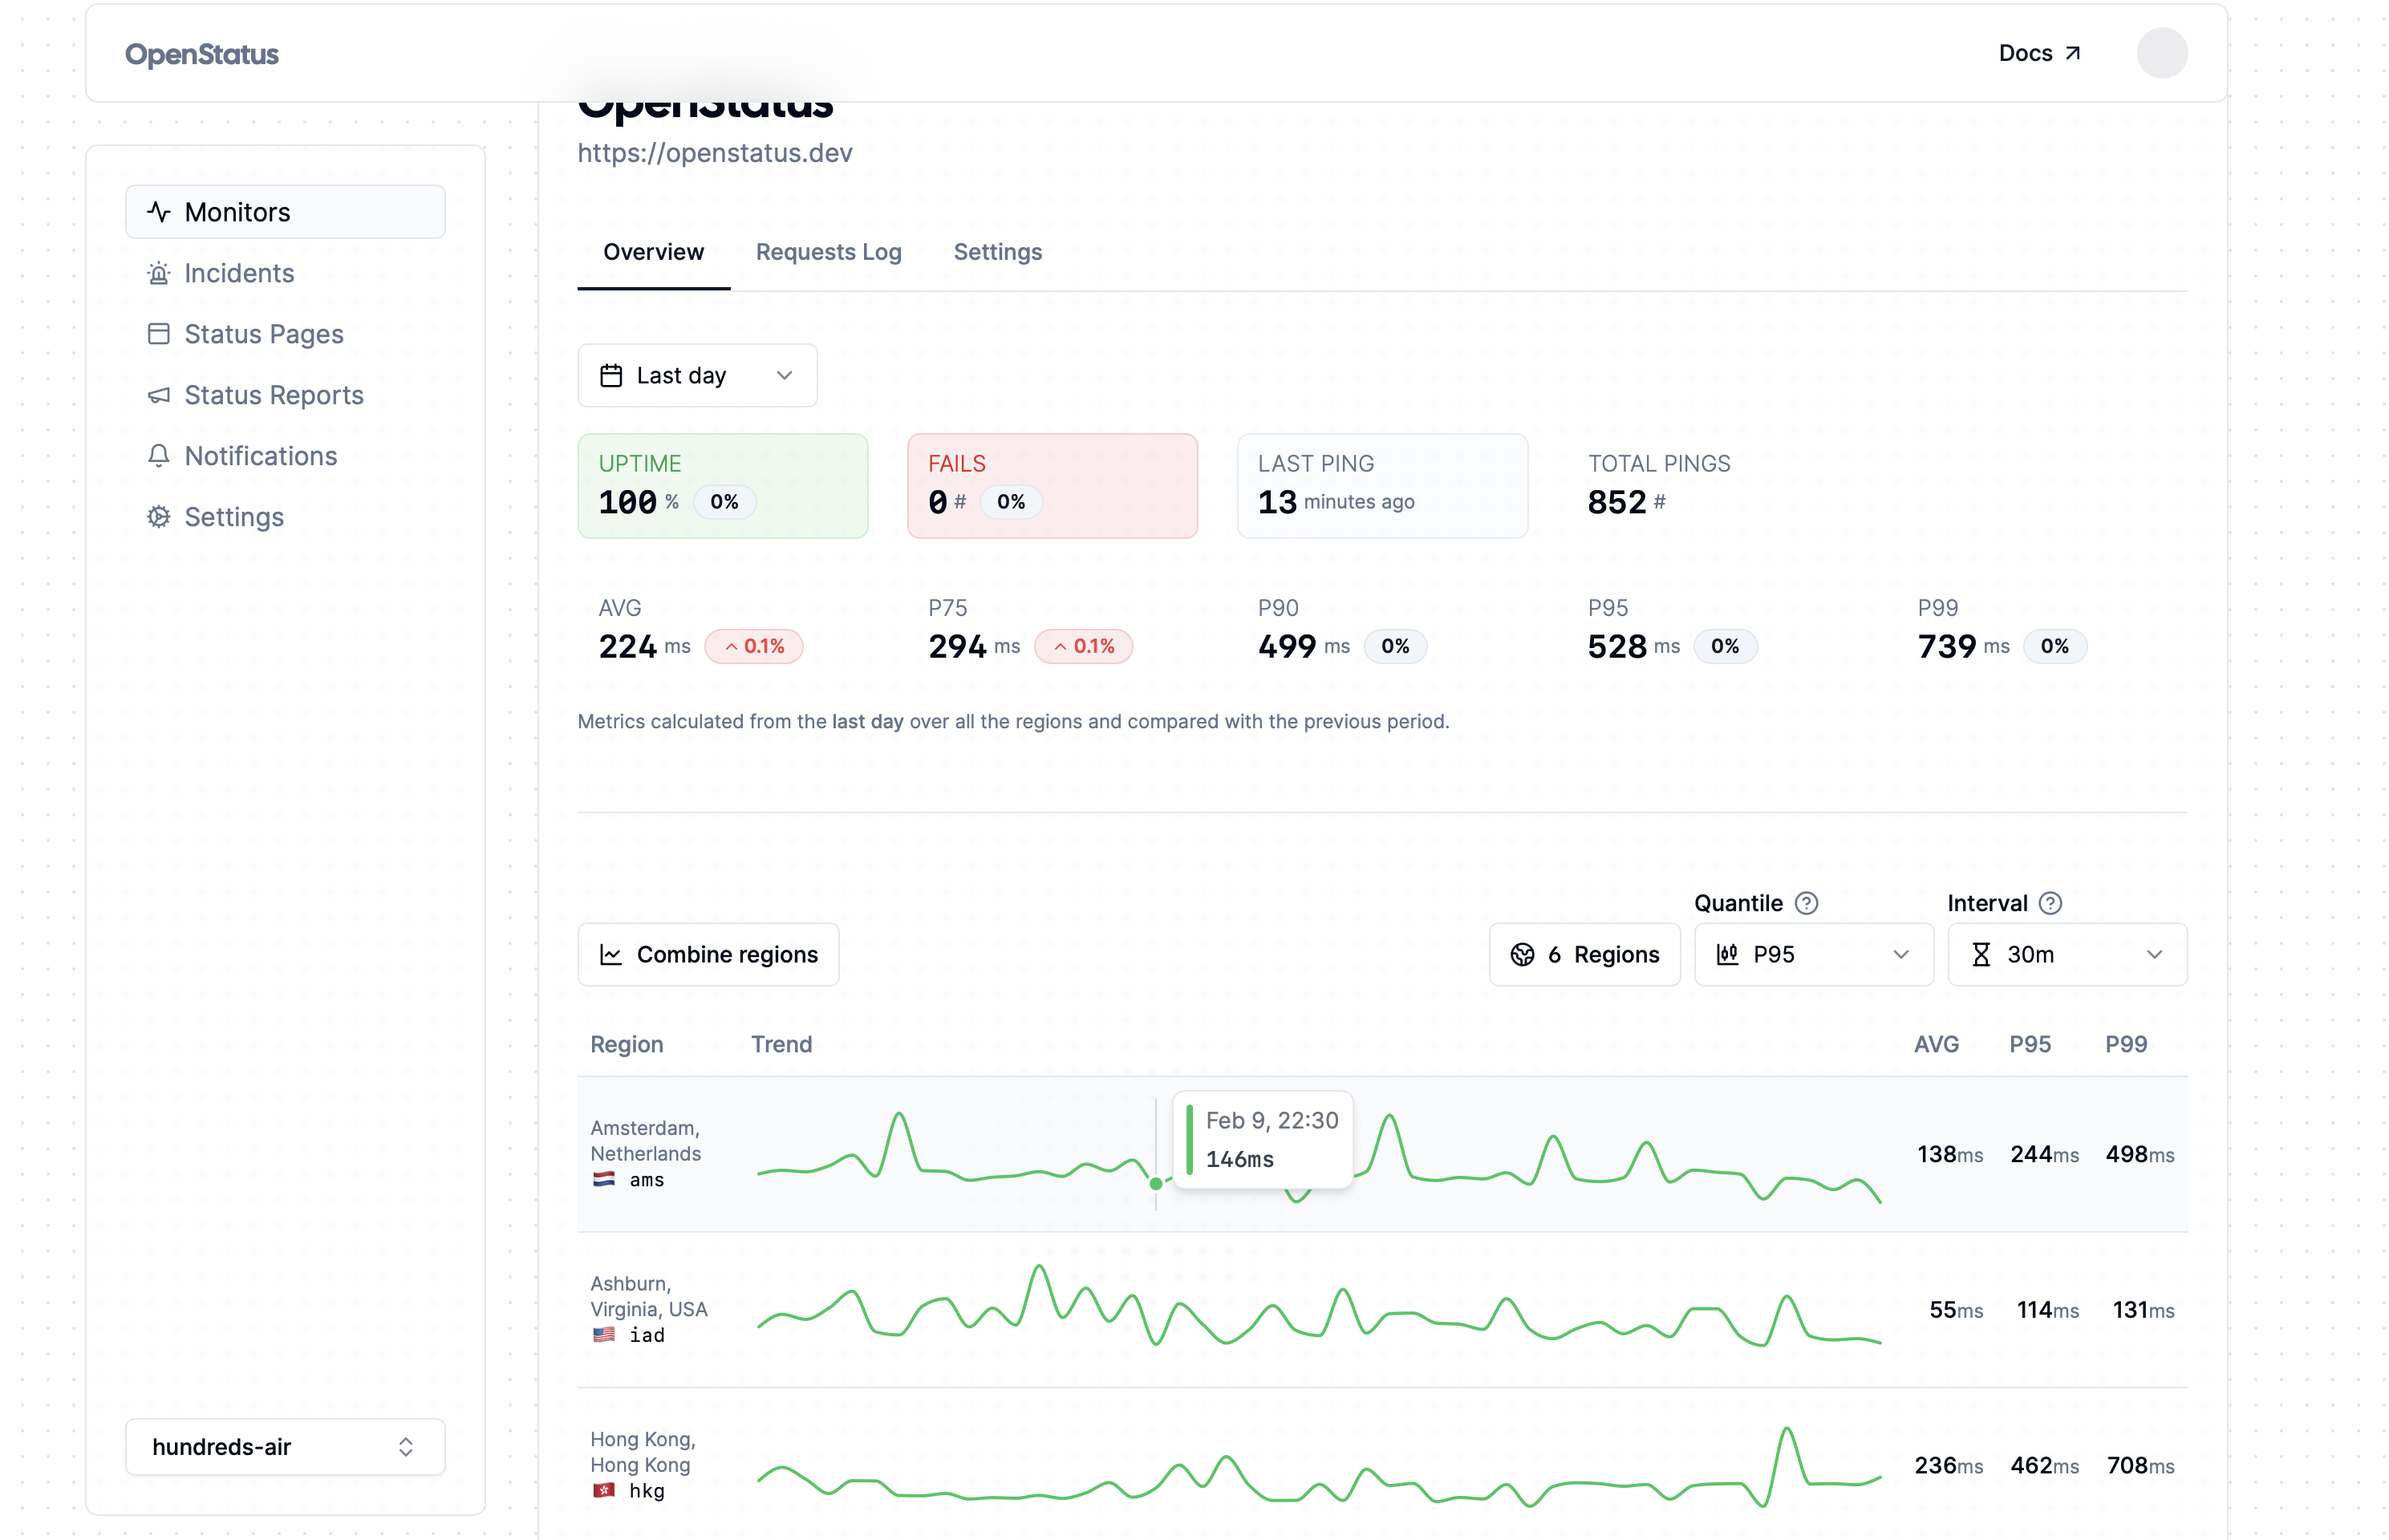 OpenStatus
Docs
OpenStatus
https://openstatus.dev
Monitors
Incidents
Status Pages
Status Reports
Notifications
Settings
hundreds-air
Overview Requests Log Settings
Last day
UPTIME
100 % 0%
FAILS
0 # 0%
LAST PING
13 minutes ago
TOTAL PINGS
852 #
AVG
224 ms 0.1%
P75
294 ms 0.1%
P90
499 ms 0%
P95
528 ms 0%
P99
739 ms 0%
Metrics calculated from the last day over all the regions and compared with the previous period.
Combine regions
6 Regions
Quantile
P95
Interval
30m
Region Trend AVG P95 P99
Amsterdam,
Netherlands
ams
Feb 9, 22:30
146ms
138ms 244ms 498ms
Ashburn,
Virginia, USA
iad
55ms 114ms 131ms
Hong Kong,
Hong Kong
hkg
236ms 462ms 708ms